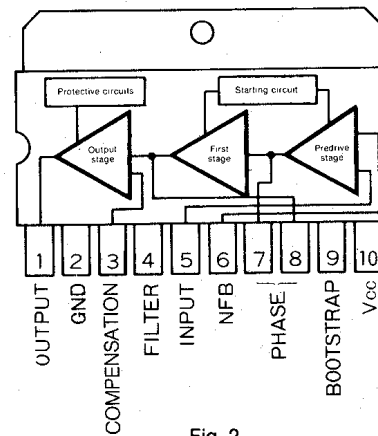 Protective circuits
Starting circuit
Output stage
First stage
Predrive stage
1 2 3 4 5 6 7 8 9 10
OUTPUT
GND
COMPENSATION
FILTER
INPUT
NFB
PHASE
BOOTSTRAP
Vcc
Fig. 2